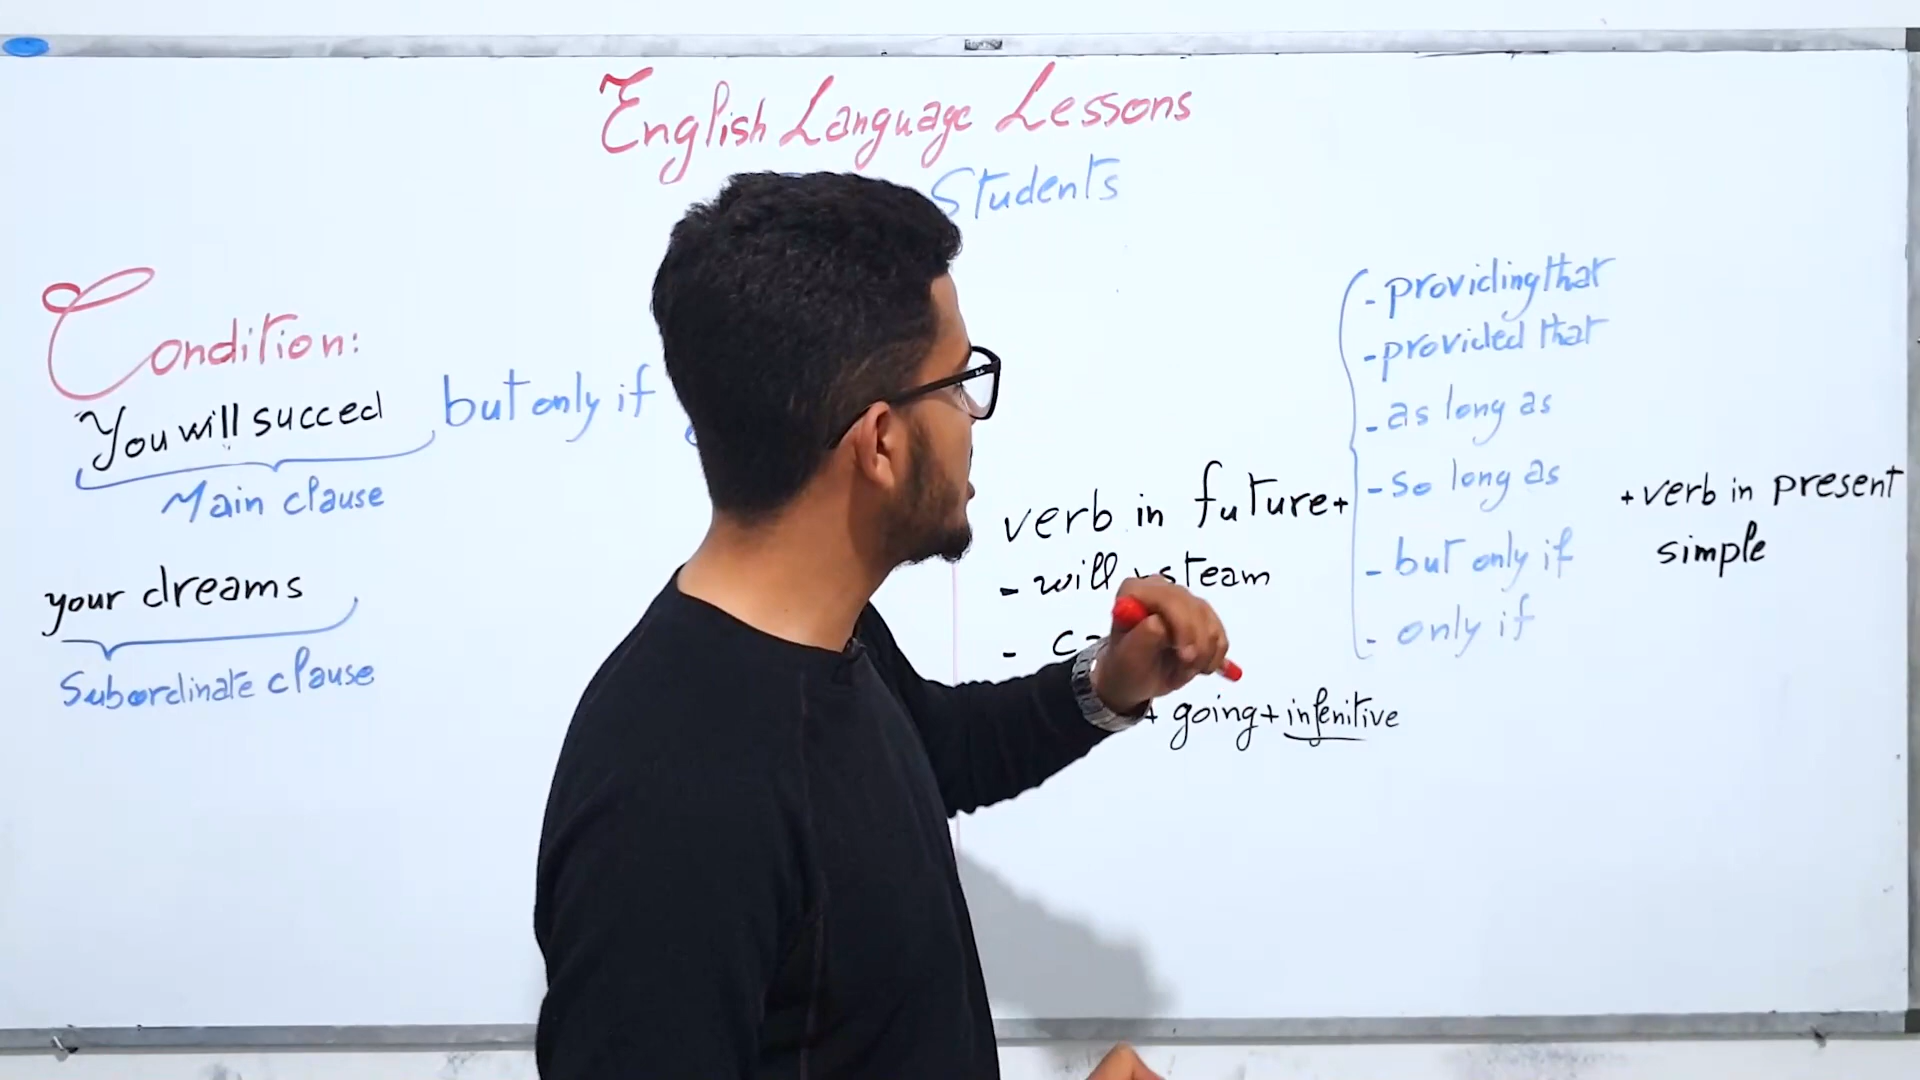 English Language Lessons
Students
Condition:
You will succed but only if
Main clause
your dreams
Subordinate clause
verb in future +
- will + steam
-
+ going + infenitive
- providing that
- provided that
- as long as
- so long as
- but only if
- only if
+ verb in present
simple